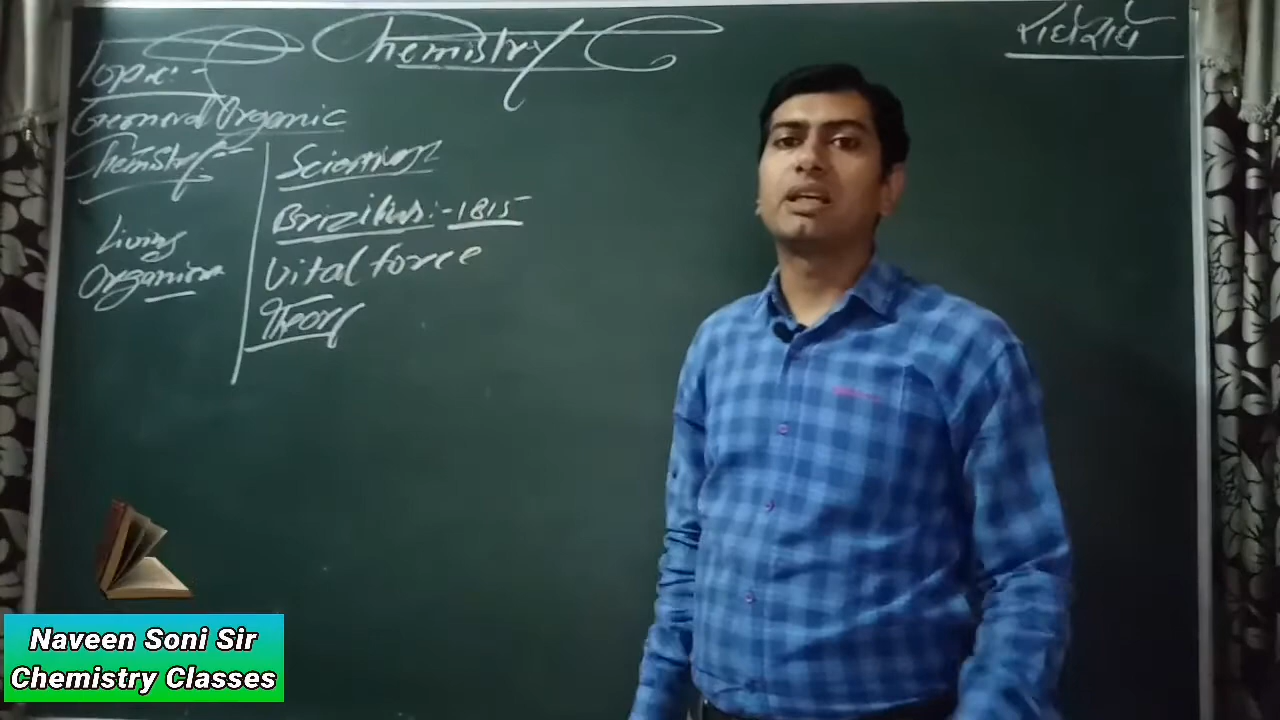 Chemistry
राधे राधे
Topic:-
General Organic
Chemistry:-
Living
Organism
Scientist
Brizilius:-1815
Vital force
Theory
Naveen Soni Sir
Chemistry Classes